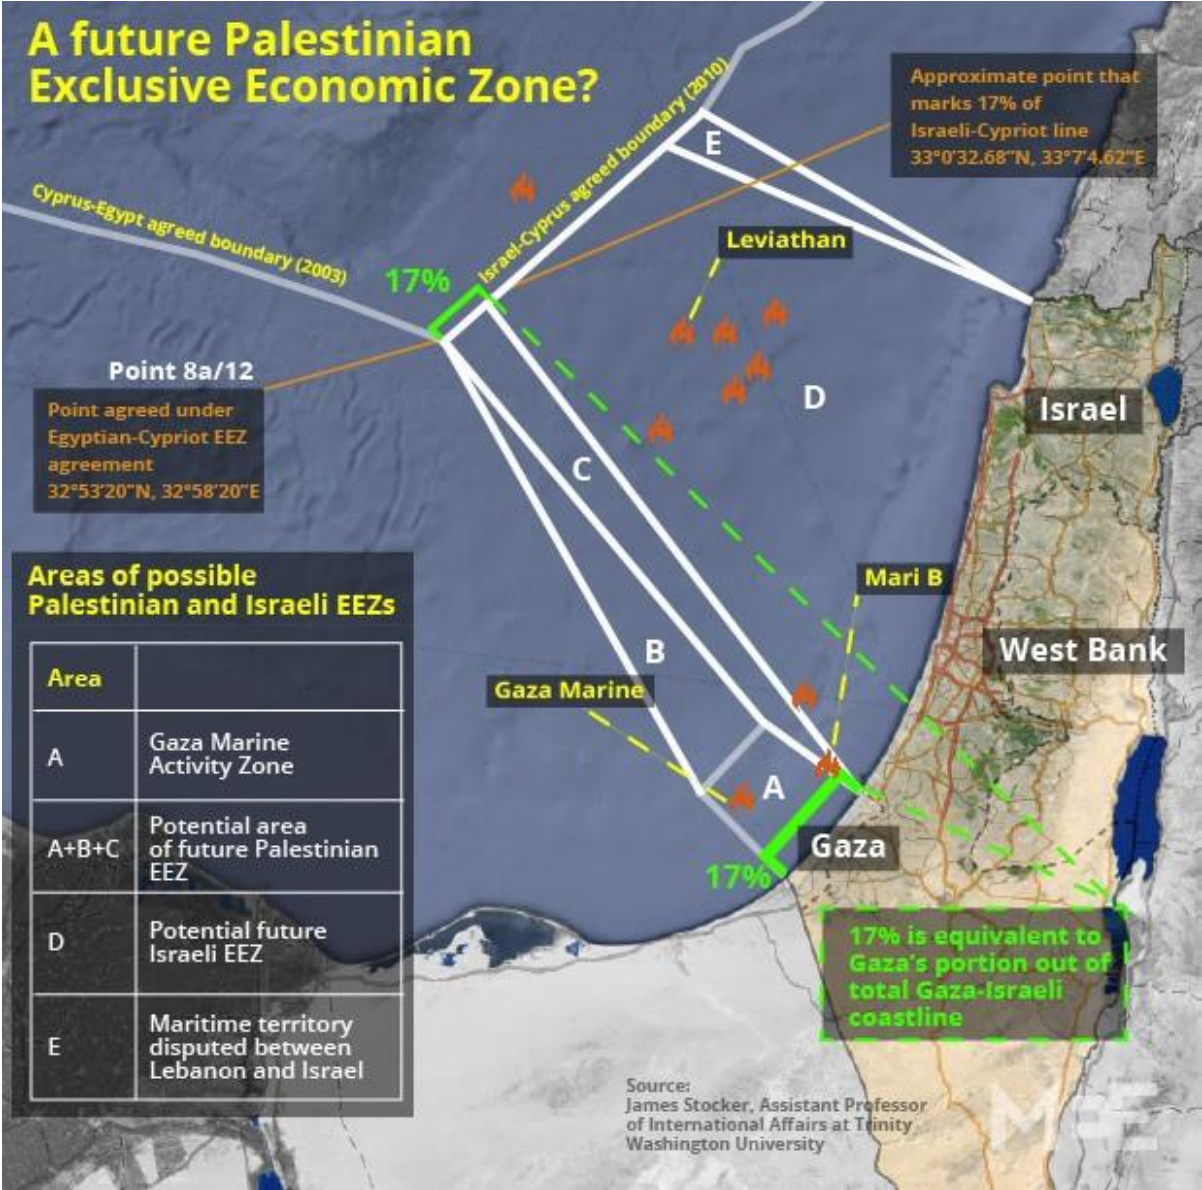 A future Palestinian
Exclusive Economic Zone?
Approximate point that
marks 17% of
Israeli-Cypriot line
33°0'32.68"N, 33°7'4.62"E
Israel-Cyprus agreed boundary (2010)
E
Cyprus-Egypt agreed boundary (2003)
17%
Leviathan
Point 8a/12
Point agreed under
Egyptian-Cypriot EEZ
agreement
32°53'20"N, 32°58'20"E
D
Israel
C
Mari B
B
West Bank
Gaza Marine
A
Gaza
17%
Areas of possible
Palestinian and Israeli EEZs
Area
A
Gaza Marine
Activity Zone
A+B+C
Potential area
of future Palestinian
EEZ
D
Potential future
Israeli EEZ
E
Maritime territory
disputed between
Lebanon and Israel
17% is equivalent to
Gaza's portion out of
total Gaza-Israeli
coastline
Source:
James Stocker, Assistant Professor
of International Affairs at Trinity
Washington University
MEE